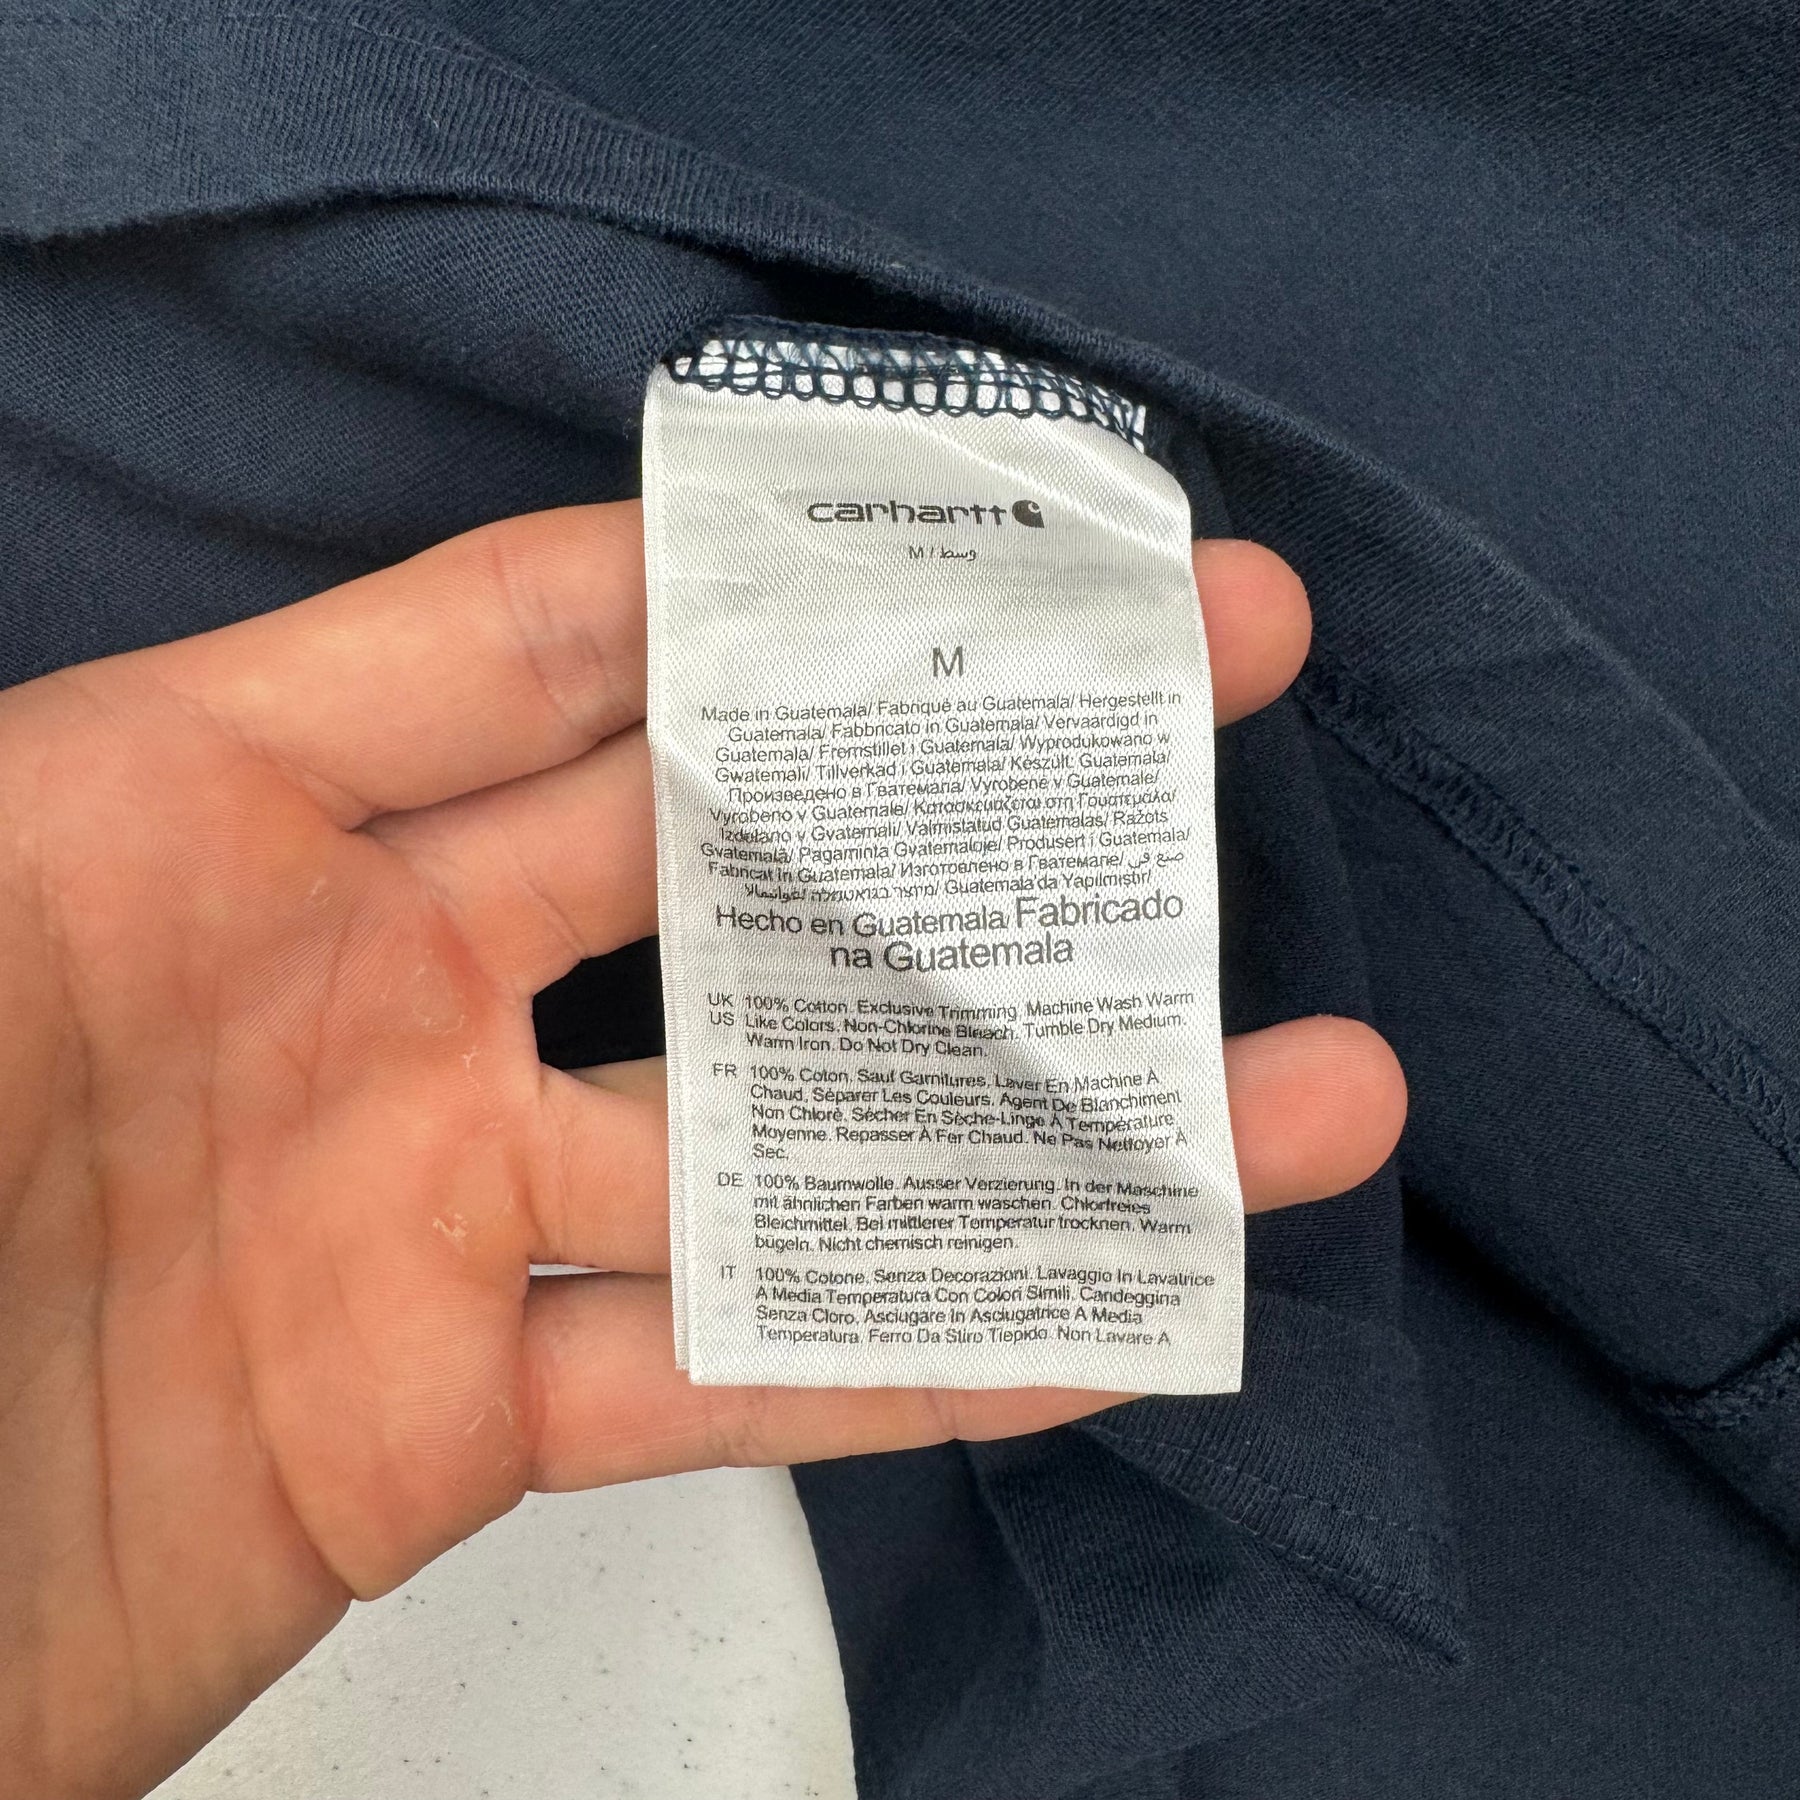 carhartt
M / وسط
M
Made in Guatemala/ Fabriqué au Guatemala/ Hergestellt in
Guatemala/ Fabbricato in Guatemala/ Vervaardigd in
Guatemala/ Fremstillet i Guatemala/ Wyprodukowano w
Gwatemali/ Tillverkad i Guatemala/ Készült: Guatemala/
Произведено в Гватемала/ Vyrobené v Guatemale/
Vyrobeno v Guatemale/ Κατασκευάζεται στη Γουατεμάλα/
Izdelano v Gvatemali/ Valmistatud Guatemalas/ Ražots
Gvatemalā/ Pagaminta Gvatemaloje/ Produsert i Guatemala/
Fabricat în Guatemala/ Изготовлено в Гватемале/ صنع في
غواتيمالا/ מיוצר בגואטמלה/ Guatemala'da Yapılmıştır/
Hecho en Guatemala Fabricado
na Guatemala
UK 100% Cotton. Exclusive Trimming. Machine Wash Warm
US Like Colors. Non-Chlorine Bleach. Tumble Dry Medium.
Warm Iron. Do Not Dry Clean.
FR 100% Coton. Sauf Garnitures. Laver En Machine À
Chaud, Séparer Les Couleurs. Agent De Blanchiment
Non Chloré. Sécher En Sèche-Linge À Température
Moyenne. Repasser À Fer Chaud. Ne Pas Nettoyer À
Sec.
DE 100% Baumwolle. Ausser Verzierung. In der Maschine
mit ähnlichen Farben warm waschen. Chlorfreies
Bleichmittel. Bei mittlerer Temperatur trocknen. Warm
bügeln. Nicht chemisch reinigen.
IT 100% Cotone. Senza Decorazioni. Lavaggio In Lavatrice
A Media Temperatura Con Colori Simili. Candeggina
Senza Cloro. Asciugare In Asciugatrice A Media
Temperatura. Ferro Da Stiro Tiepido. Non Lavare A